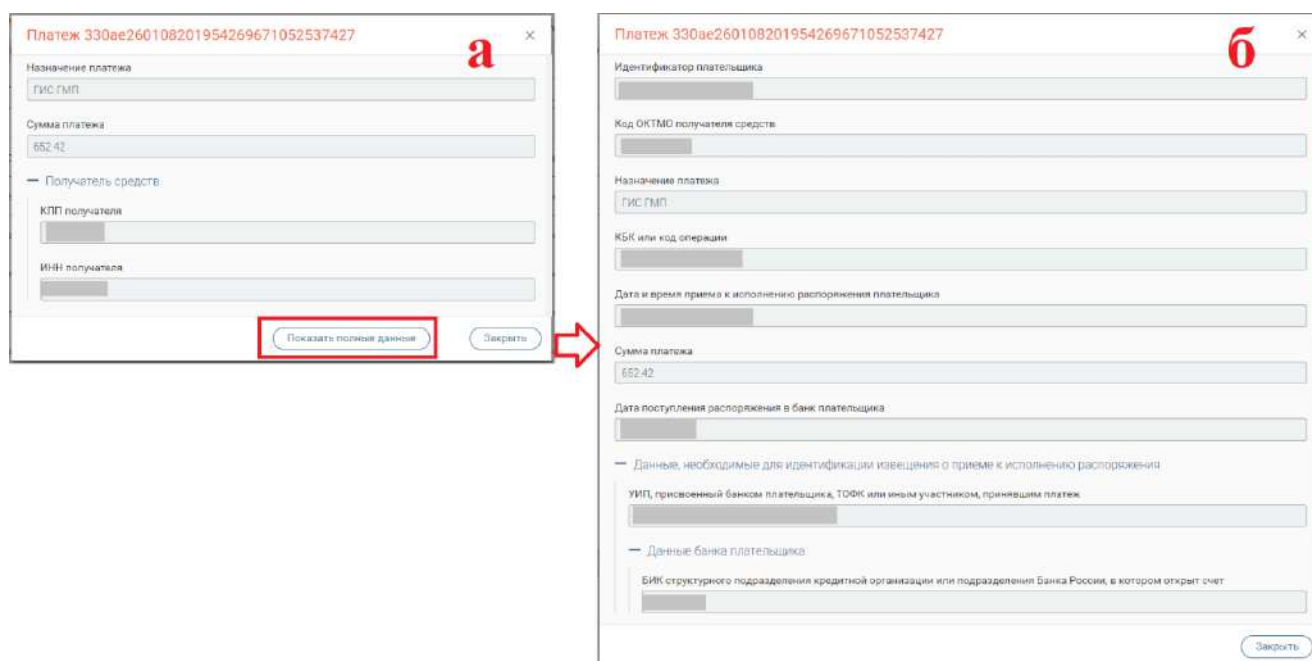 Платеж 330ae2601082019542696710525​37427
×
а
Назначение платежа
ГИС ГМП
Сумма платежа
652.42
— Получатель средств
КПП получателя
ИНН получателя
Показать полные данные
Закрыть
Платеж 330ae260108201954269671052537427
×
б
Идентификатор плательщика
Код ОКТМО получателя средств
Назначение платежа
ГИС ГМП
КБК или код операции
Дата и время приема к исполнению распоряжения плательщика
Сумма платежа
652.42
Дата поступления распоряжения в банк плательщика
— Данные, необходимые для идентификации извещения о приеме к исполнению распоряжения
УИП, присвоенный банком плательщика, ТОФК или иным участником, принявшим платеж
— Данные банка плательщика
БИК структурного подразделения кредитной организации или подразделения Банка России, в котором открыт счет
Закрыть